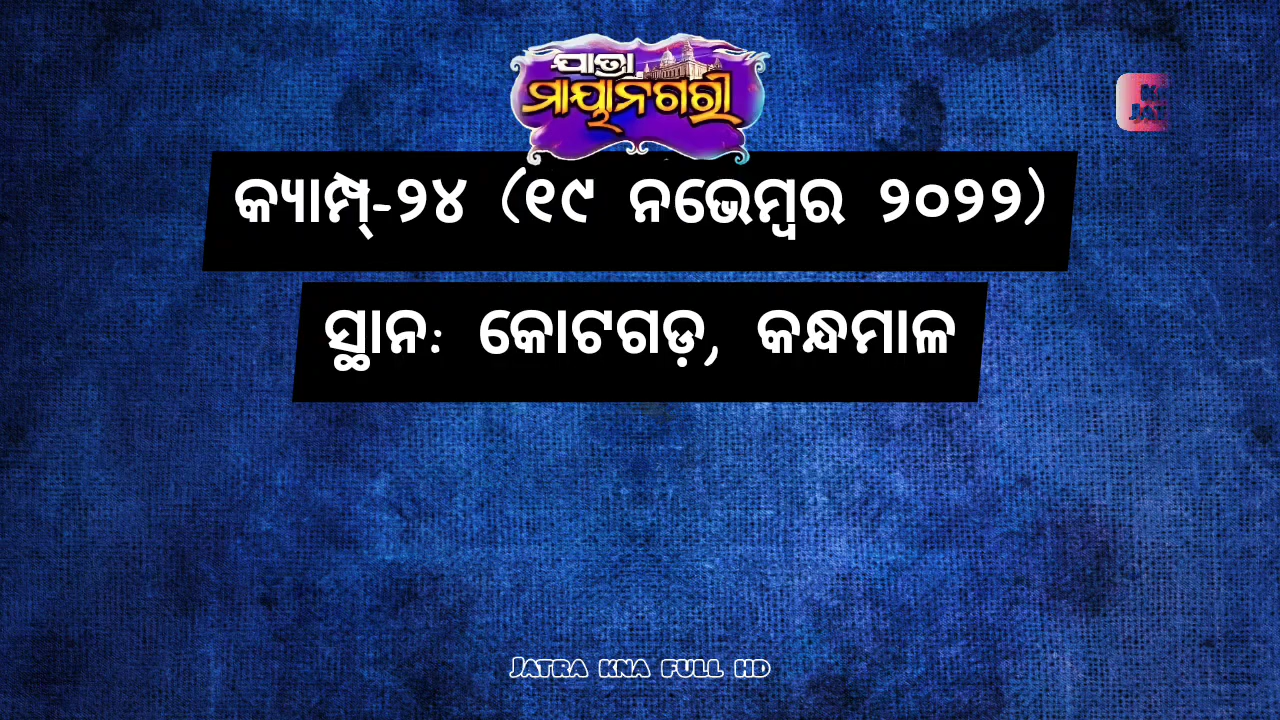 ଯାତ୍ରା
ମାୟାନଗରୀ
କ୍ୟାମ୍ପ୍-୨୪ (୧୯ ନଭେମ୍ବର ୨୦୨୨)
ସ୍ଥାନ: କୋଟଗଡ଼, କନ୍ଧମାଳ
JATRA KNA FULL HD